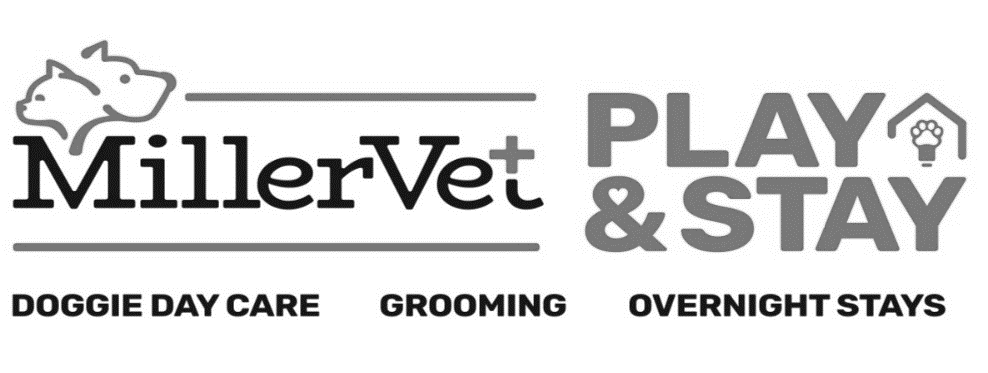 MillerVet
PLAY
& STAY
DOGGIE DAY CARE GROOMING OVERNIGHT STAYS